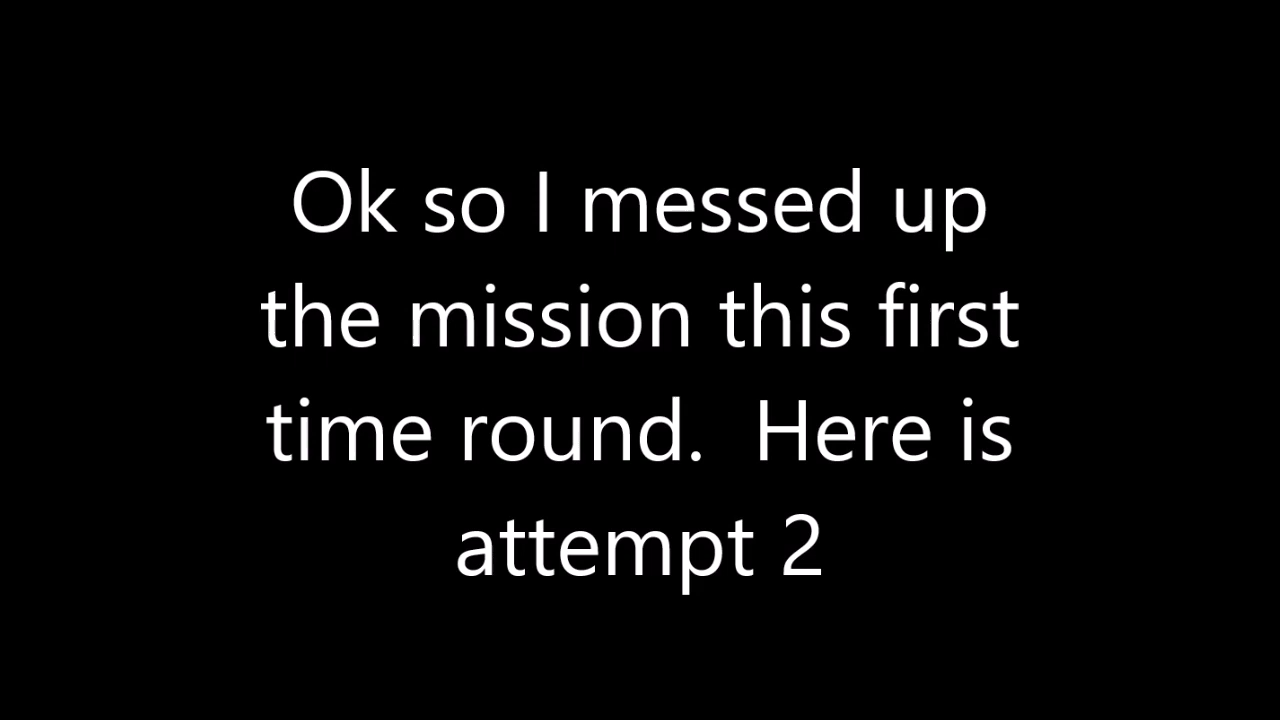 Ok so I messed up
the mission this first
time round.  Here is
attempt 2